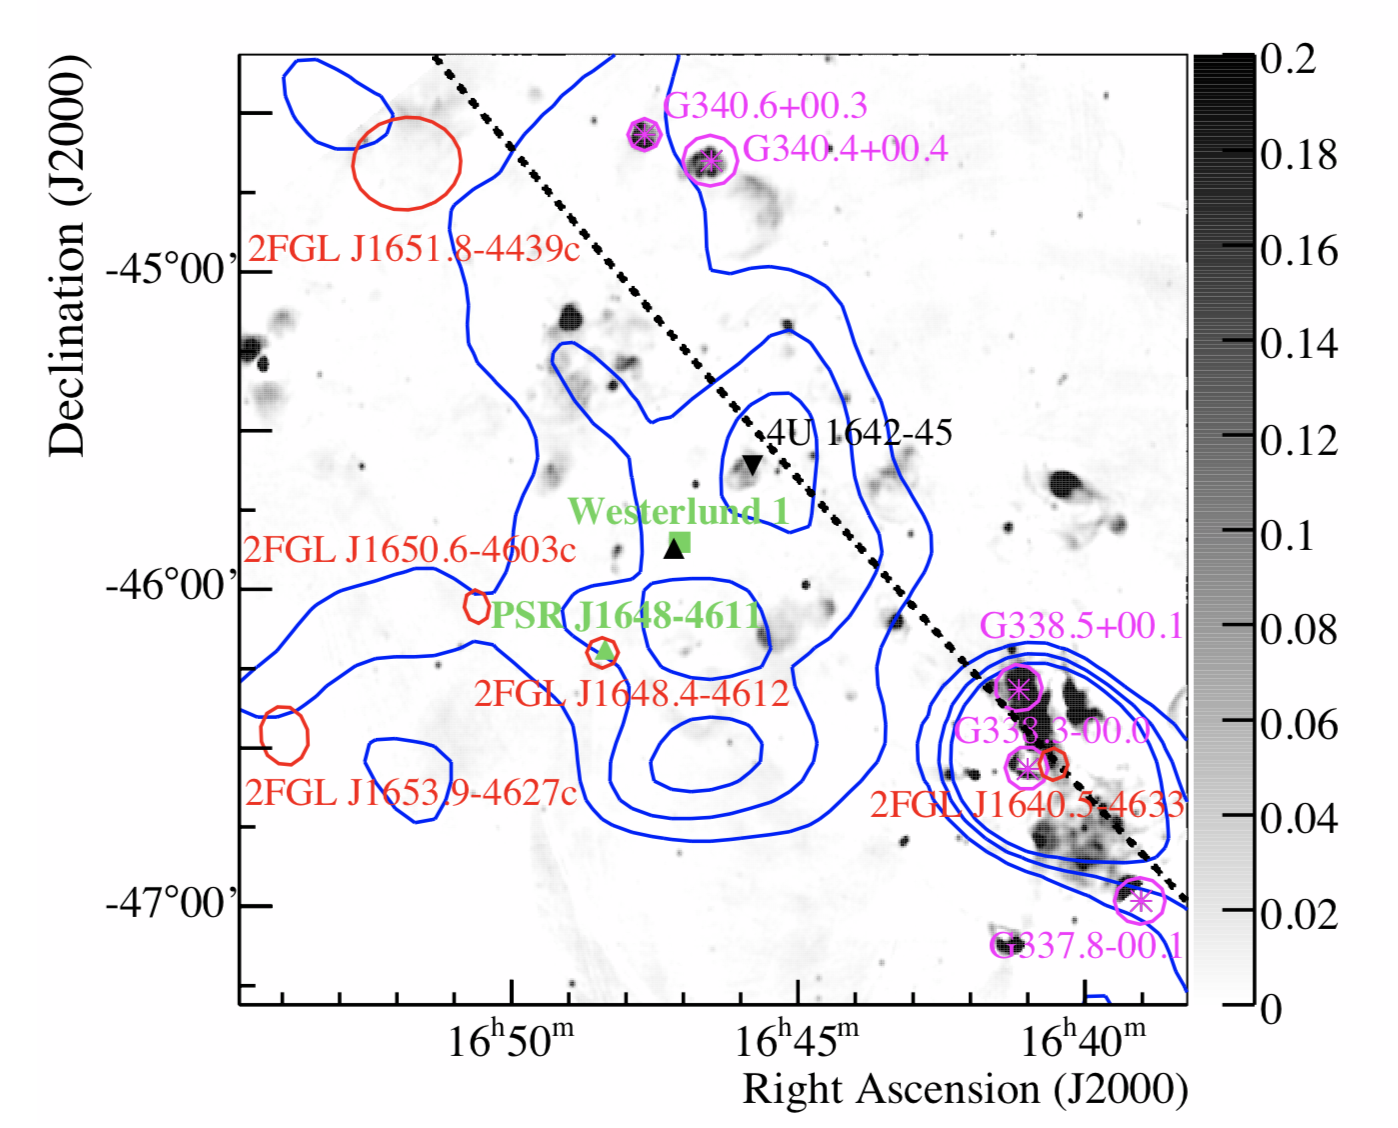 Declination (J2000)
-45°00'
-46°00'
-47°00'
G340.6+00.3
G340.4+00.4
2FGL J1651.8-4439c
4U 1642-45
Westerlund 1
2FGL J1650.6-4603c
PSR J1648-4611
G338.5+00.1
2FGL J1648.4-4612
G338.3-00.0
2FGL J1653.9-4627c
2FGL J1640.5-4633
G337.8-00.1
0.2
0.18
0.16
0.14
0.12
0.1
0.08
0.06
0.04
0.02
0
16h50m
16h45m
16h40m
Right Ascension (J2000)